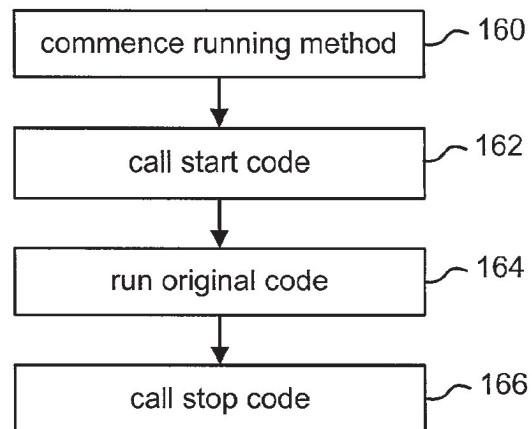 commence running method 160
call start code 162
run original code 164
call stop code 166